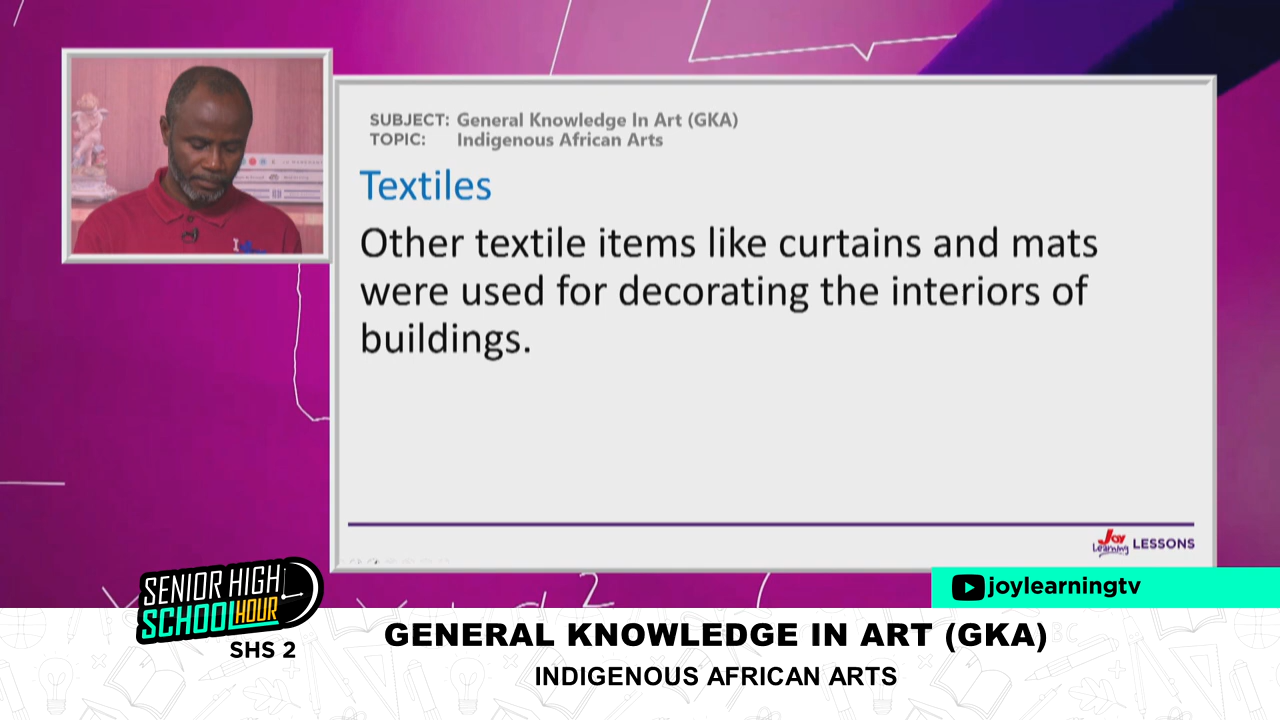 SUBJECT: General Knowledge In Art (GKA)
TOPIC: Indigenous African Arts
Textiles
Other textile items like curtains and mats
were used for decorating the interiors of
buildings.
Joy Learning LESSONS
joylearningtv
SENIOR HIGH
SCHOOL HOUR
SHS 2
GENERAL KNOWLEDGE IN ART (GKA)
INDIGENOUS AFRICAN ARTS